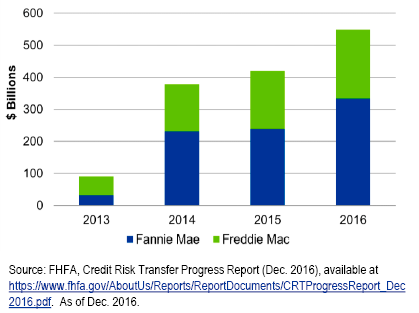 600
500
400
300
200
100
0
$ Billions
2013 2014 2015 2016
Fannie Mae Freddie Mac
Source: FHFA, Credit Risk Transfer Progress Report (Dec. 2016), available at
https://www.fhfa.gov/AboutUs/Reports/ReportDocuments/CRTProgressReport_Dec
2016.pdf. As of Dec. 2016.